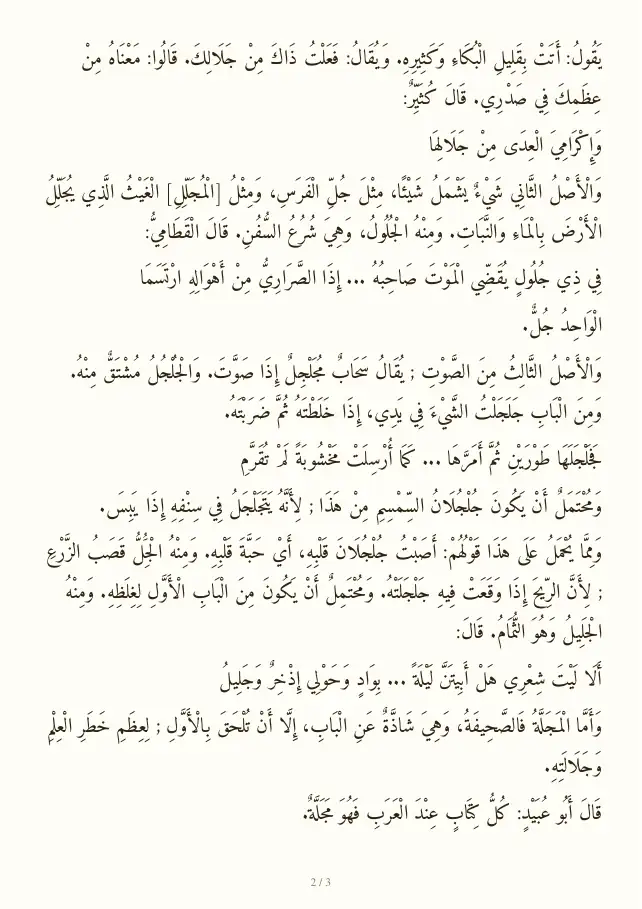 يَقُولُ: أَتَتْ بِقَلِيلِ الْبُكَاءِ وَكَثِيرِهِ. وَيُقَالُ: فَعَلْتُ ذَاكَ مِنْ جَلَالِكَ. قَالُوا: مَعْنَاهُ مِنْ
عِظَمِكَ فِي صَدْرِي. قَالَ كُثَيِّرٌ:
وَإِكْرَامِيَ الْعِدَى مِنْ جَلَالِهَا
وَالْأَصْلُ الثَّانِي شَيْءٌ يَشْمَلُ شَيْئًا، مِثْلَ جُلِّ الْفَرَسِ، وَمِثْلُ [الْمُجَلِّلِ] الْغَيْثُ الَّذِي يُجَلِّلُ
الْأَرْضَ بِالْمَاءِ وَالنَّبَاتِ. وَمِنْهُ الْجُلُولُ، وَهِيَ شُرُعُ السُّفُنِ. قَالَ الْقَطَامِيُّ:
فِي ذِي جُلُولٍ يُقَضِّي الْمَوْتَ صَاحِبُهُ ... إِذَا الصَّرَارِيُّ مِنْ أَهْوَالِهِ ارْتَسَمَا
الْوَاحِدُ جُلٌّ.
وَالْأَصْلُ الثَّالِثُ مِنَ الصَّوْتِ ; يُقَالُ سَحَابٌ مُجَلْجِلٌ إِذَا صَوَّتَ. وَالْجُلْجُلُ مُشْتَقٌّ مِنْهُ.
وَمِنَ الْبَابِ جَلْجَلْتُ الشَّيْءَ فِي يَدِي، إِذَا خَلَطْتَهُ ثُمَّ ضَرَبْتَهُ.
فَجَلْجَلَهَا طَوْرَيْنِ ثُمَّ أَمَرَّهَا ... كَمَا أُرْسِلَتْ مَخْشُوبَةٌ لَمْ تُقَرَّمِ
وَمُحْتَمَلٌ أَنْ يَكُونَ جُلْجُلَانُ السِّمْسِمِ مِنْ هَذَا ; لِأَنَّهُ يَتَجَلْجَلُ فِي سِنْفِهِ إِذَا يَبِسَ.
وَمِمَّا يُحْمَلُ عَلَى هَذَا قَوْلُهُمْ: أَصَبْتُ جُلْجُلَانَ قَلْبِهِ، أَيْ حَبَّةَ قَلْبِهِ. وَمِنْهُ الْجُلُّ قَصَبُ الزَّرْعِ
; لِأَنَّ الرِّيحَ إِذَا وَقَعَتْ فِيهِ جَلْجَلَتْهُ. وَمُحْتَمِلٌ أَنْ يَكُونَ مِنَ الْبَابِ الْأَوَّلِ لِغِلَظِهِ. وَمِنْهُ
الْجَلِيلُ وَهُوَ الثُّمَامُ. قَالَ:
أَلَا لَيْتَ شِعْرِي هَلْ أَبِيتَنَّ لَيْلَةً ... بِوَادٍ وَحَوْلِي إِذْخِرٌ وَجَلِيلُ
وَأَمَّا الْمَجَلَّةُ فَالصَّحِيفَةُ، وَهِيَ شَاذَّةٌ عَنِ الْبَابِ، إِلَّا أَنْ تُلْحَقَ بِالْأَوَّلِ ; لِعِظَمِ خَطَرِ الْعِلْمِ
وَجَلَالَتِهِ.
قَالَ أَبُو عُبَيْدٍ: كُلُّ كِتَابٍ عِنْدَ الْعَرَبِ فَهُوَ مَجَلَّةٌ.
2 / 3